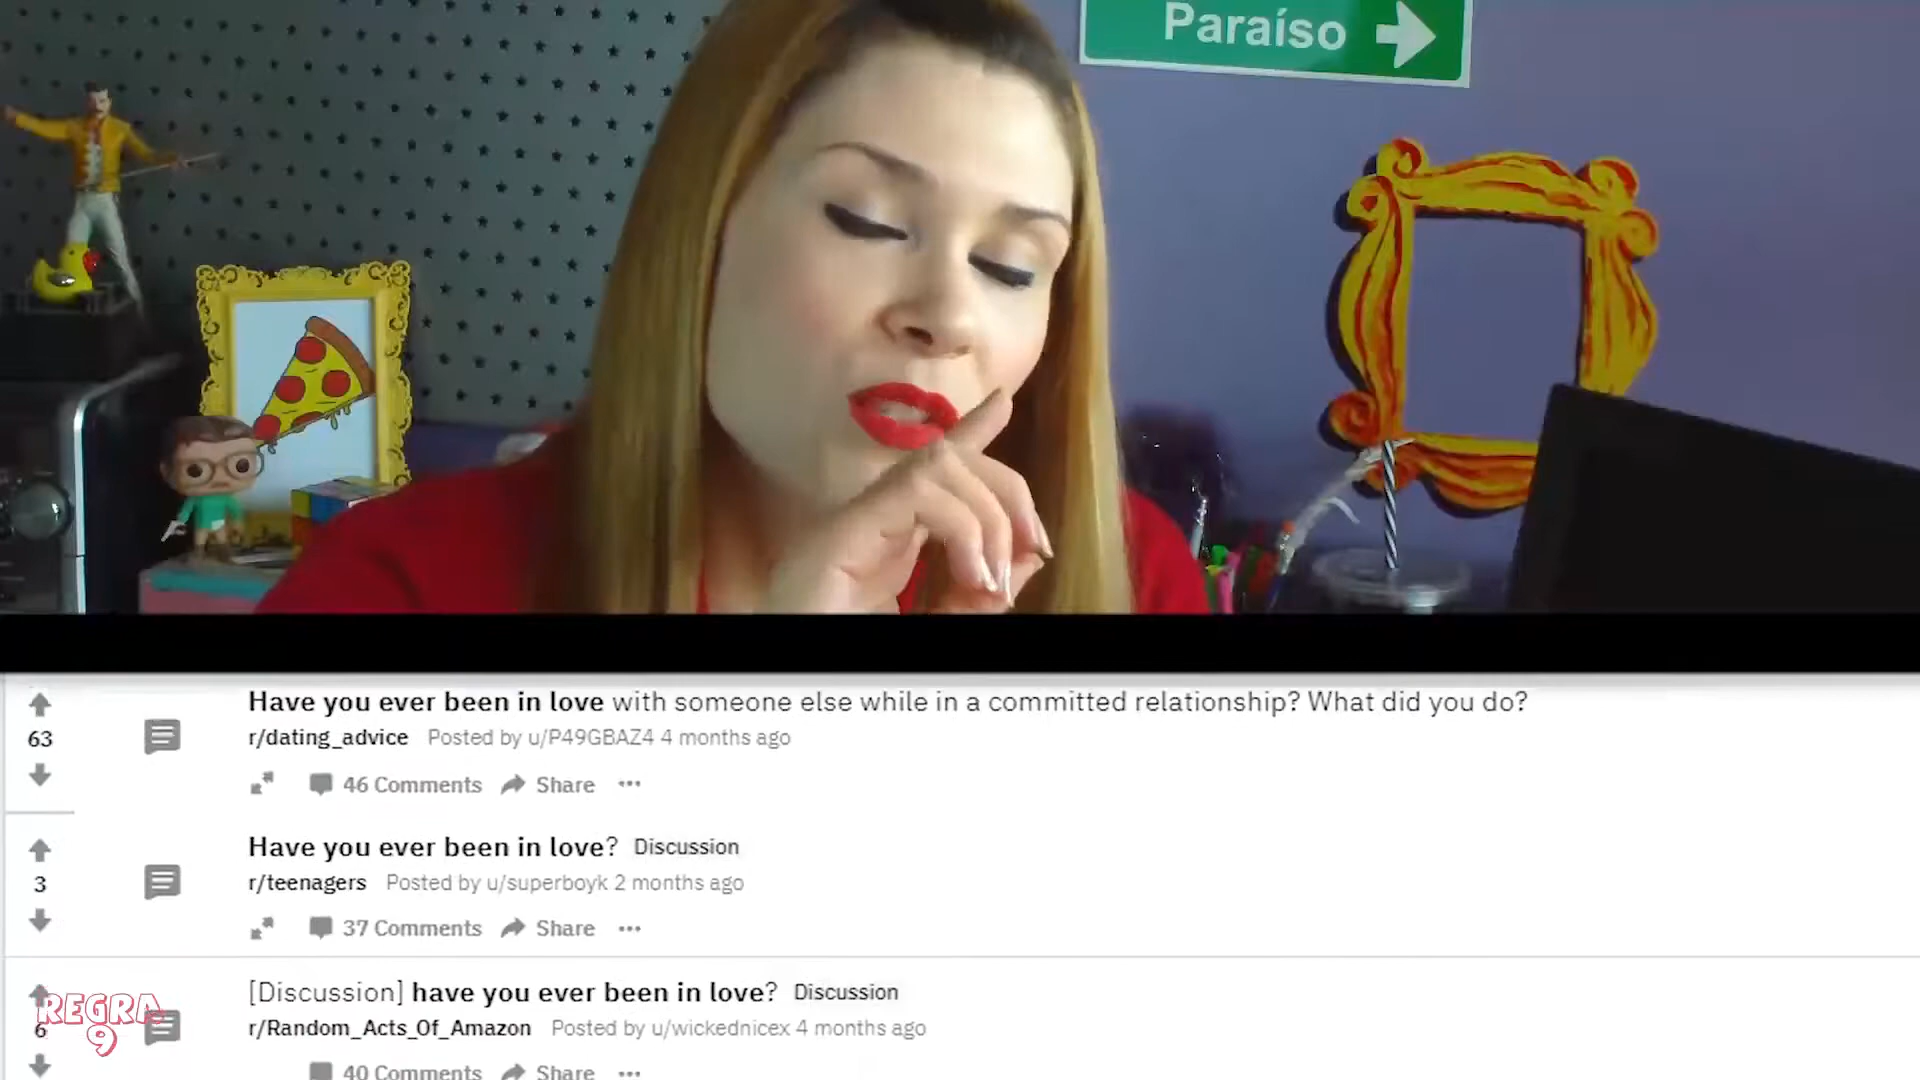 Paraíso
Have you ever been in love with someone else while in a committed relationship? What did you do?
63
r/dating_advice Posted by u/P49GBAZ4 4 months ago
46 Comments Share
Have you ever been in love? Discussion
3
r/teenagers Posted by u/superboyk 2 months ago
37 Comments Share
[Discussion] have you ever been in love? Discussion
REGRA
9
6
r/Random_Acts_Of_Amazon Posted by u/wickednicex 4 months ago
40 Comments Share